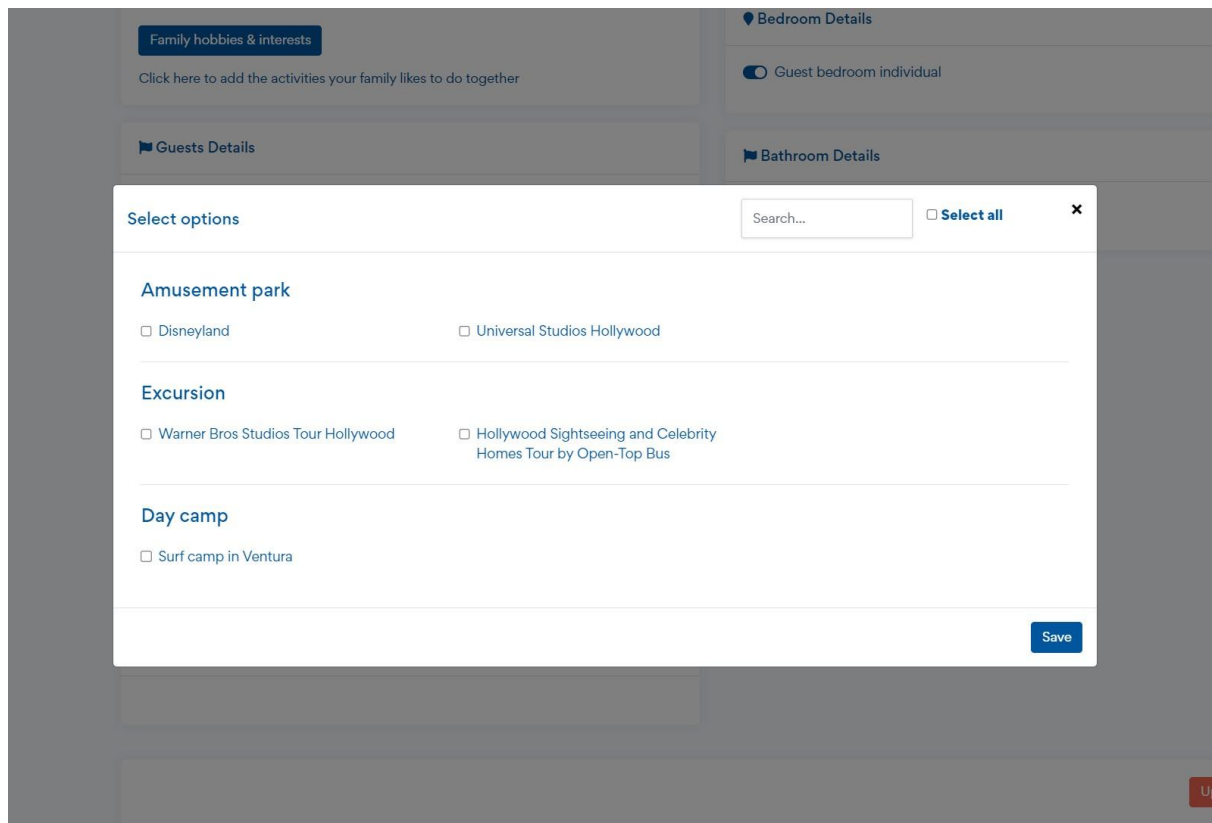 Bedroom Details
Family hobbies & interests
Click here to add the activities your family likes to do together
Guest bedroom individual
Guests Details
Bathroom Details
Select options
Search...
Select all
Amusement park
Disneyland
Universal Studios Hollywood
Excursion
Warner Bros Studios Tour Hollywood
Hollywood Sightseeing and Celebrity
Homes Tour by Open-Top Bus
Day camp
Surf camp in Ventura
Save